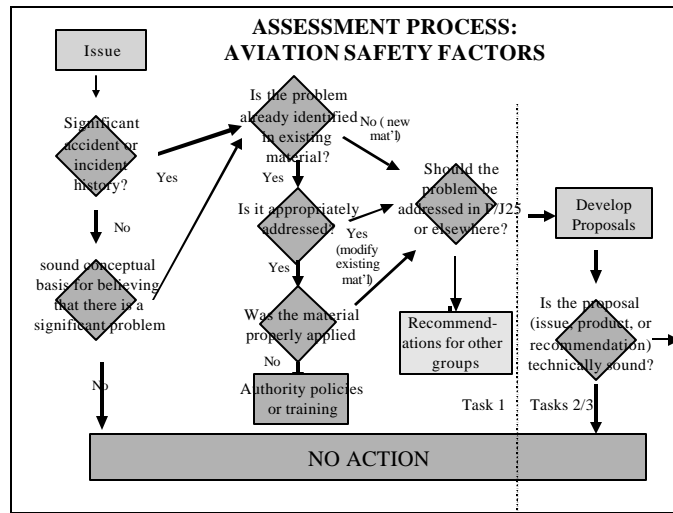 ASSESSMENT PROCESS:
AVIATION SAFETY FACTORS
Issue
Significant
accident or
incident
history?
Yes
No
sound conceptual
basis for believing
that there is a
significant problem
No
Is the problem
already identified
in existing
material?
No ( new
mat'l)
Yes
Is it appropriately
addressed?
Yes
(modify
existing
mat'l)
Yes
Was the material
properly applied
No
Authority policies
or training
Should the
problem be
addressed in F/J25
or elsewhere?
Recommend-
ations for other
groups
Task 1
Tasks 2/3
Develop
Proposals
Is the proposal
(issue, product, or
recommendation)
technically sound?
NO ACTION